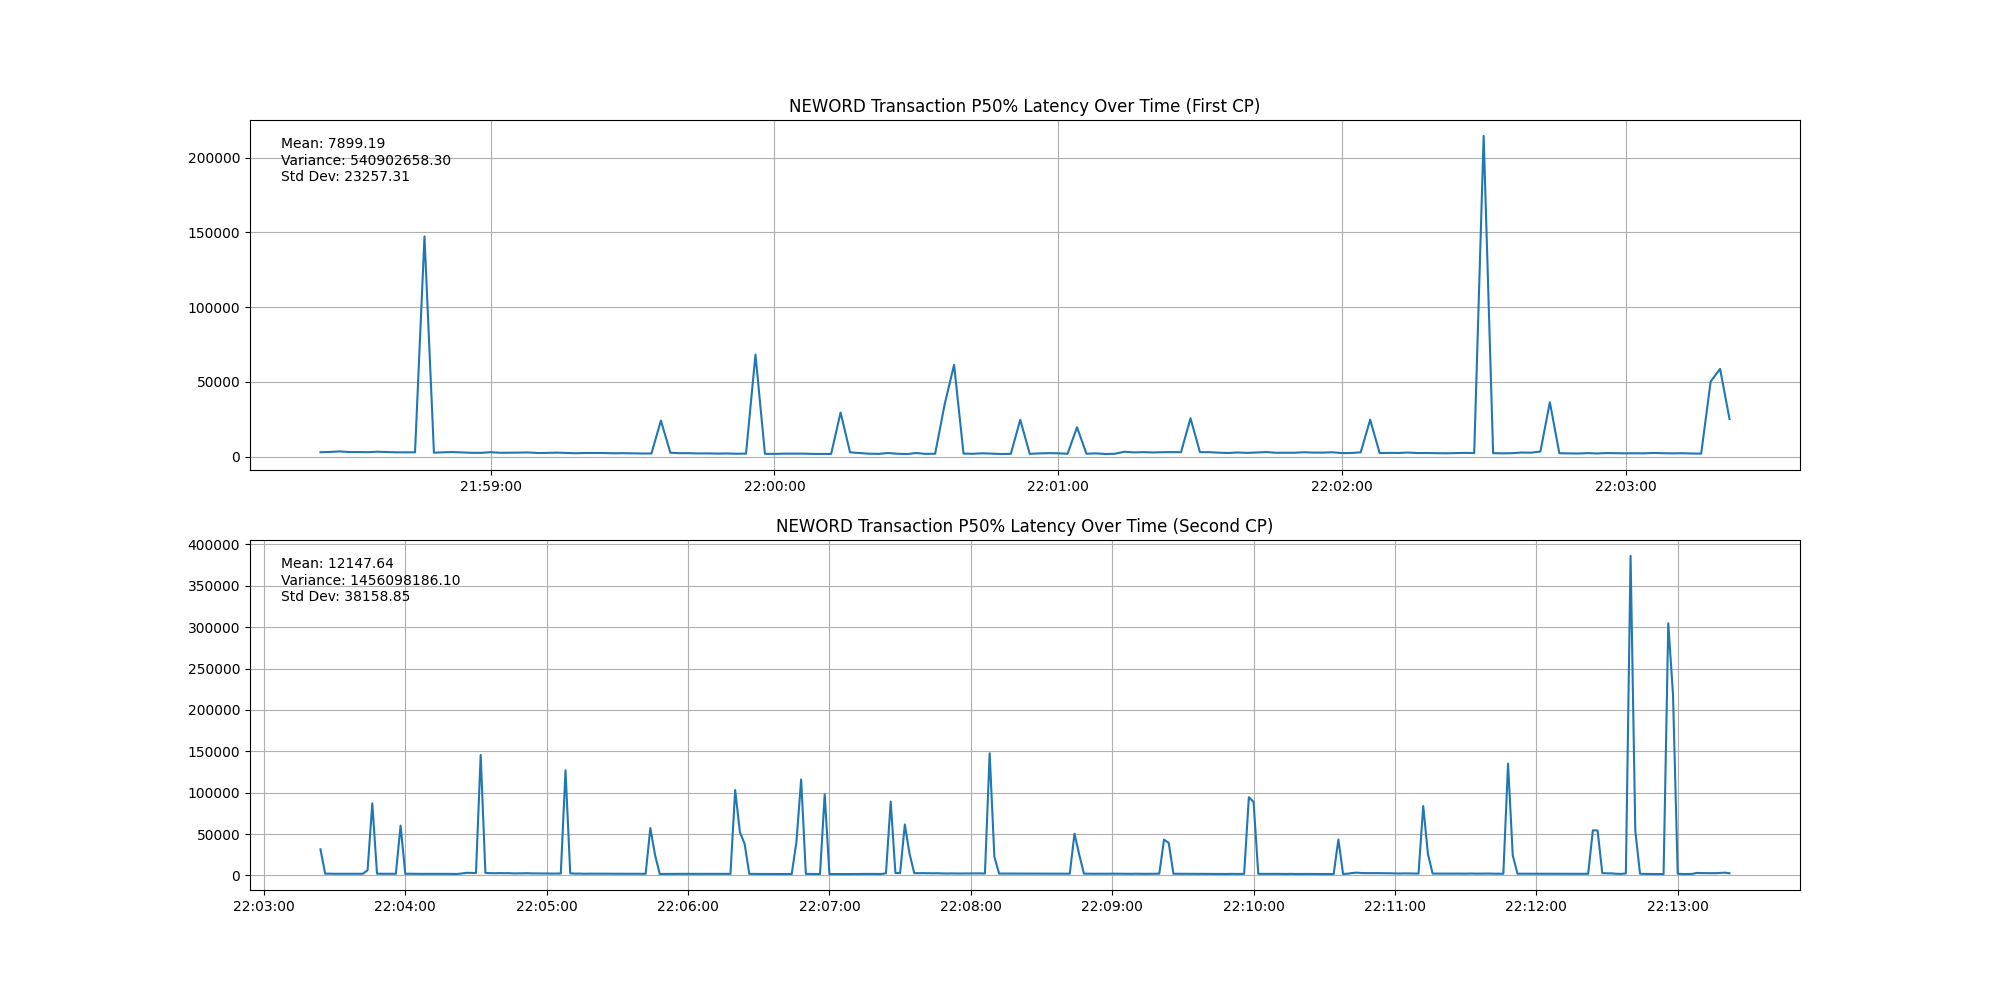 NEWORD Transaction P50% Latency Over Time (First CP)
Mean: 7899.19
Variance: 540902658.30
Std Dev: 23257.31
200000
150000
100000
50000
0
21:59:00 22:00:00 22:01:00 22:02:00 22:03:00
NEWORD Transaction P50% Latency Over Time (Second CP)
Mean: 12147.64
Variance: 1456098186.10
Std Dev: 38158.85
400000
350000
300000
250000
200000
150000
100000
50000
0
22:03:00 22:04:00 22:05:00 22:06:00 22:07:00 22:08:00 22:09:00 22:10:00 22:11:00 22:12:00 22:13:00